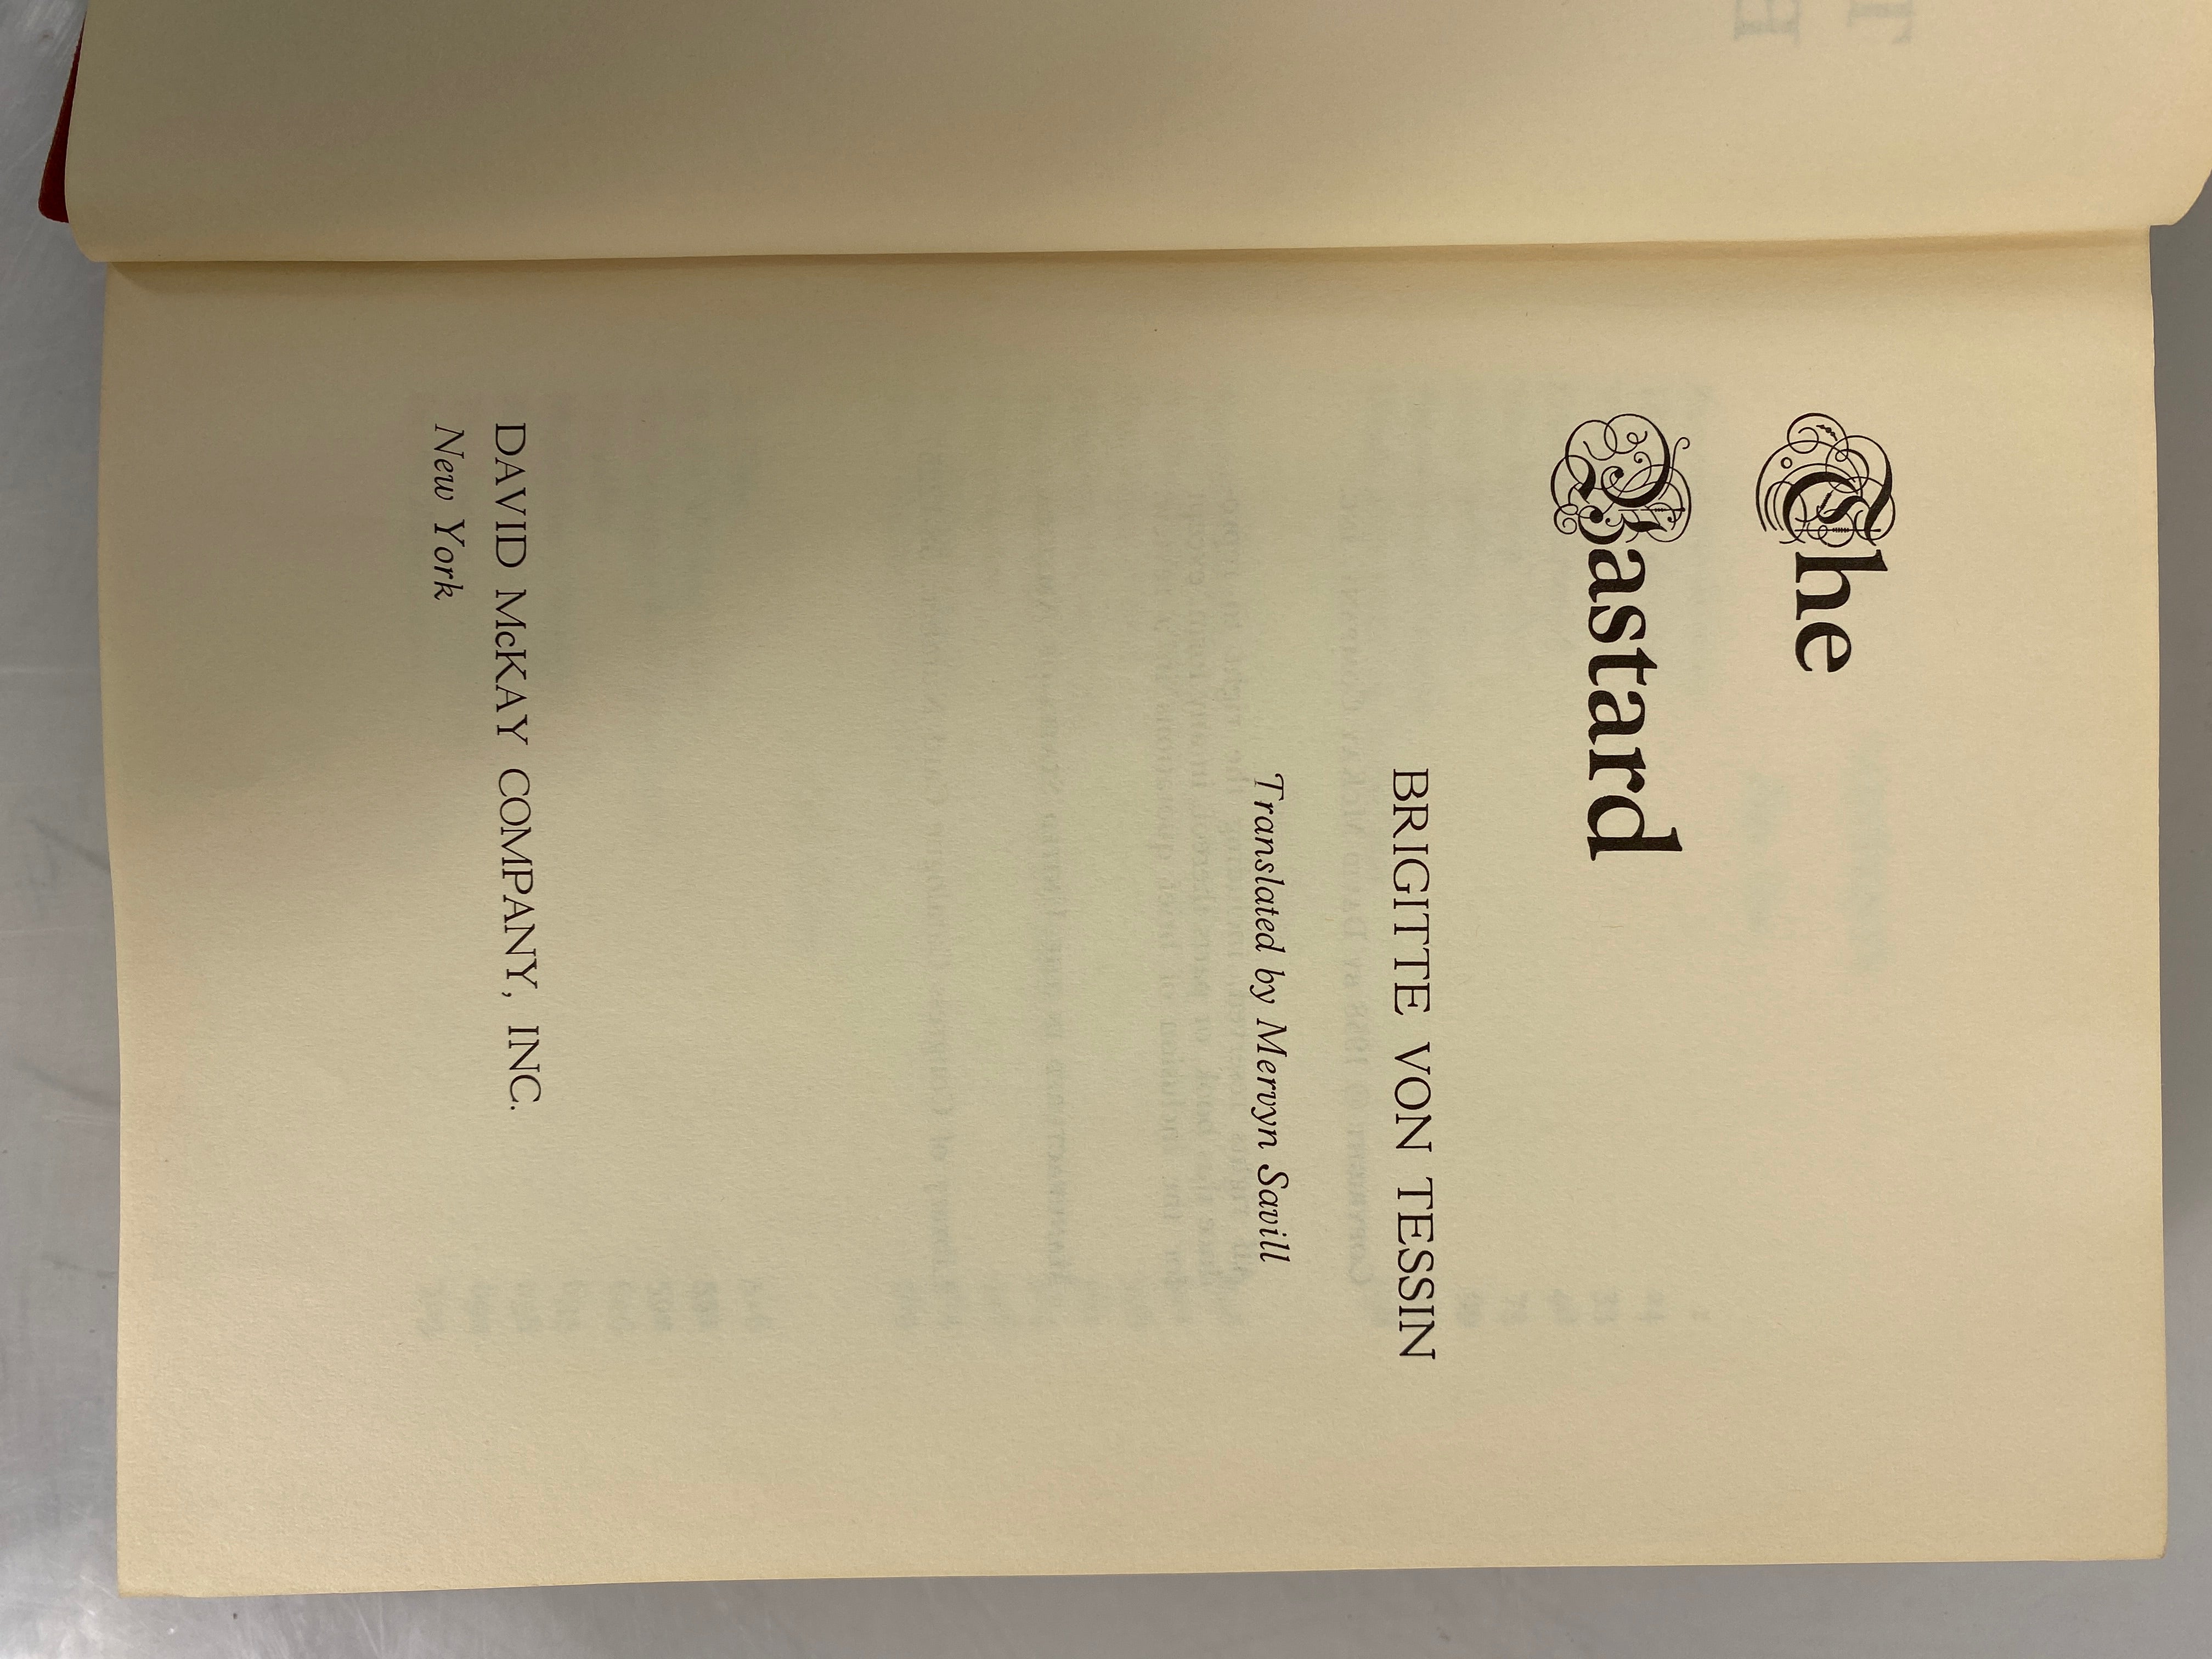 The
Bastard
BRIGITTE VON TESSIN
Translated by Mervyn Savill
DAVID McKAY COMPANY, INC.
New York